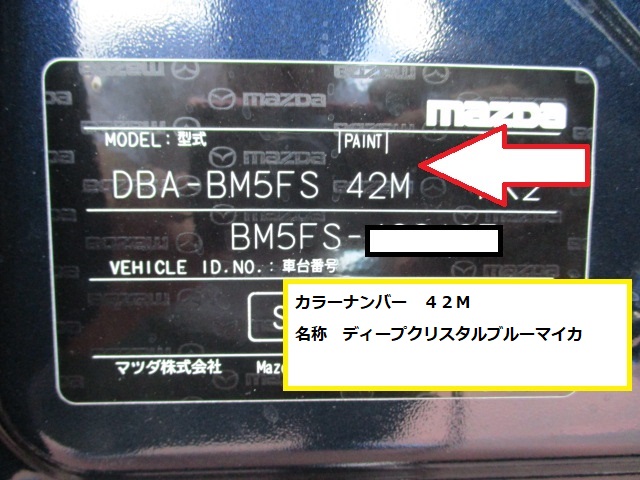 mazda
MODEL：型式 |PAINT|
DBA-BM5FS 42M
BM5FS-
VEHICLE ID.NO.：車台番号
カラーナンバー　４２Ｍ
名称　ディープクリスタルブルーマイカ
マツダ株式会社